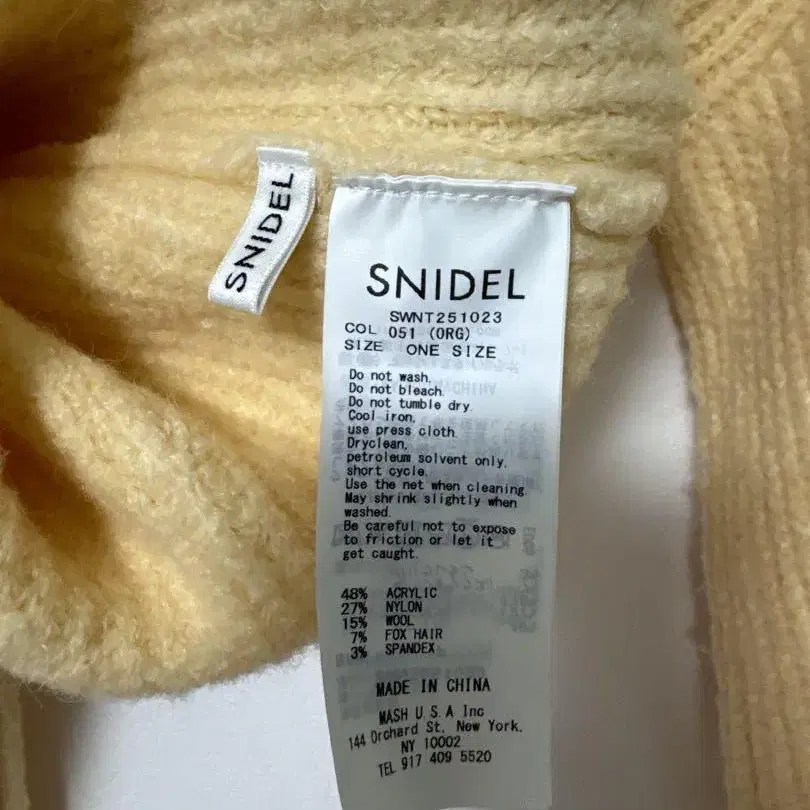 SNIDEL
SNIDEL
SWNT251023
COL 051 (ORG)
SIZE ONE SIZE
Do not wash.
Do not bleach.
Do not tumble dry.
Cool iron,
use press cloth.
Dryclean,
petroleum solvent only,
short cycle.
Use the net when cleaning.
May shrink slightly when
washed.
Be careful not to expose
to friction or let it
get caught.
48% ACRYLIC
27% NYLON
15% WOOL
7% FOX HAIR
3% SPANDEX
MADE IN CHINA
MASH U.S.A Inc
144 Orchard St, New York,
NY 10002
TEL 917 409 5520